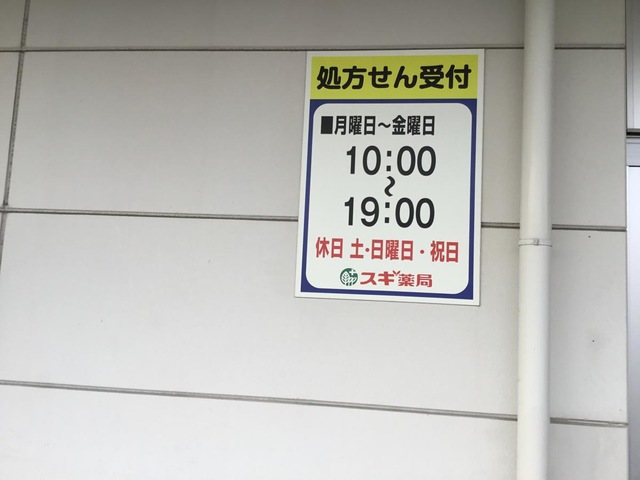 処方せん受付
■月曜日～金曜日
10:00
～
19:00
休日 土・日曜日・祝日
スギ薬局